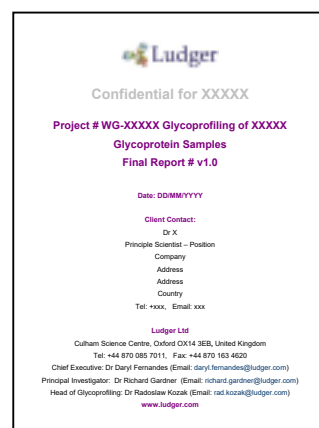 Ludger
Confidential for XXXXX
Project # WG-XXXXX Glycoprofiling of XXXXX
Glycoprotein Samples
Final Report # v1.0
Date: DD/MM/YYYY
Client Contact:
Dr X
Principle Scientist – Position
Company
Address
Address
Country
Tel: +xxx, Email: xxx
Ludger Ltd
Culham Science Centre, Oxford OX14 3EB, United Kingdom
Tel: +44 870 085 7011, Fax: +44 870 163 4620
Chief Executive: Dr Daryl Fernandes (Email: daryl.fernandes@ludger.com)
Principal Investigator: Dr Richard Gardner (Email: richard.gardner@ludger.com)
Head of Glycoprofiling: Dr Radoslaw Kozak (Email: rad.kozak@ludger.com)
www.ludger.com